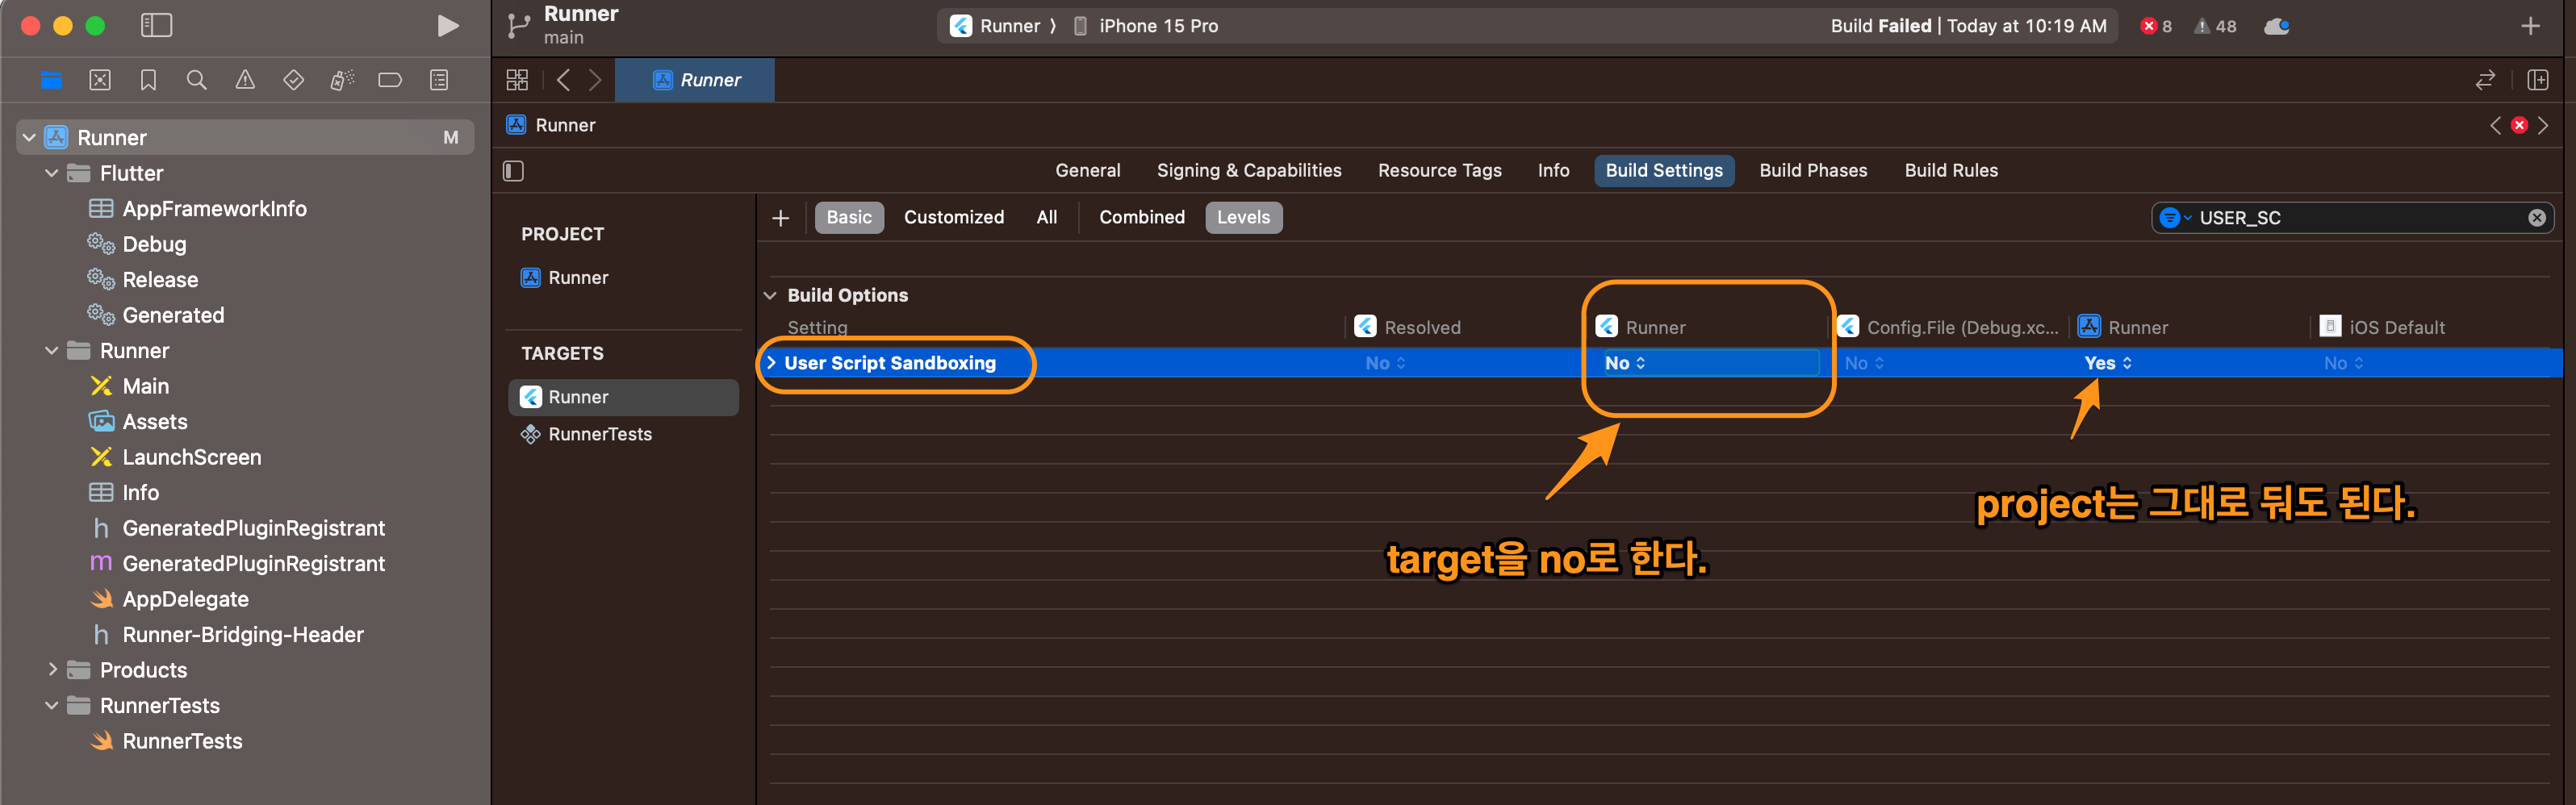 Runner
main
Runner
iPhone 15 Pro
Build Failed | Today at 10:19 AM
8
48
Runner
Runner
M
Flutter
AppFrameworkInfo
Debug
Release
Generated
Runner
Main
Assets
LaunchScreen
Info
GeneratedPluginRegistrant
GeneratedPluginRegistrant
AppDelegate
Runner-Bridging-Header
Products
RunnerTests
RunnerTests
Runner
General
Signing & Capabilities
Resource Tags
Info
Build Settings
Build Phases
Build Rules
PROJECT
Runner
TARGETS
Runner
RunnerTests
Basic
Customized
All
Combined
Levels
USER_SC
Build Options
Setting
Resolved
Runner
Config.File (Debug.xc...
Runner
iOS Default
User Script Sandboxing
No
No
No
Yes
No
target을 no로 한다.
project는 그대로 둬도 된다.